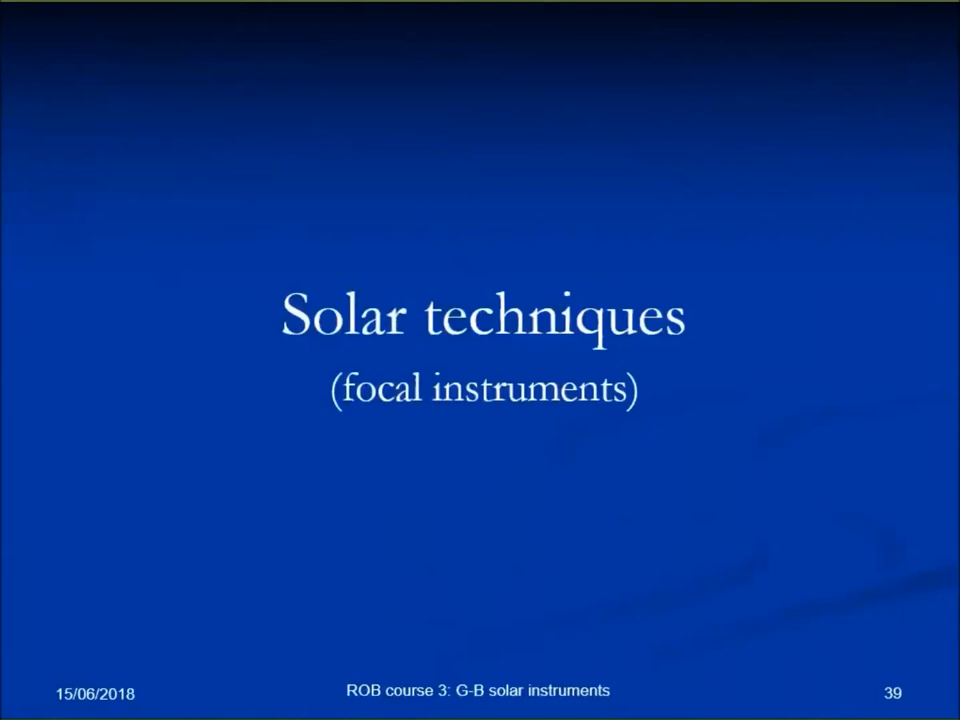 Solar techniques
(focal instruments)
15/06/2018
ROB course 3: G-B solar instruments
39